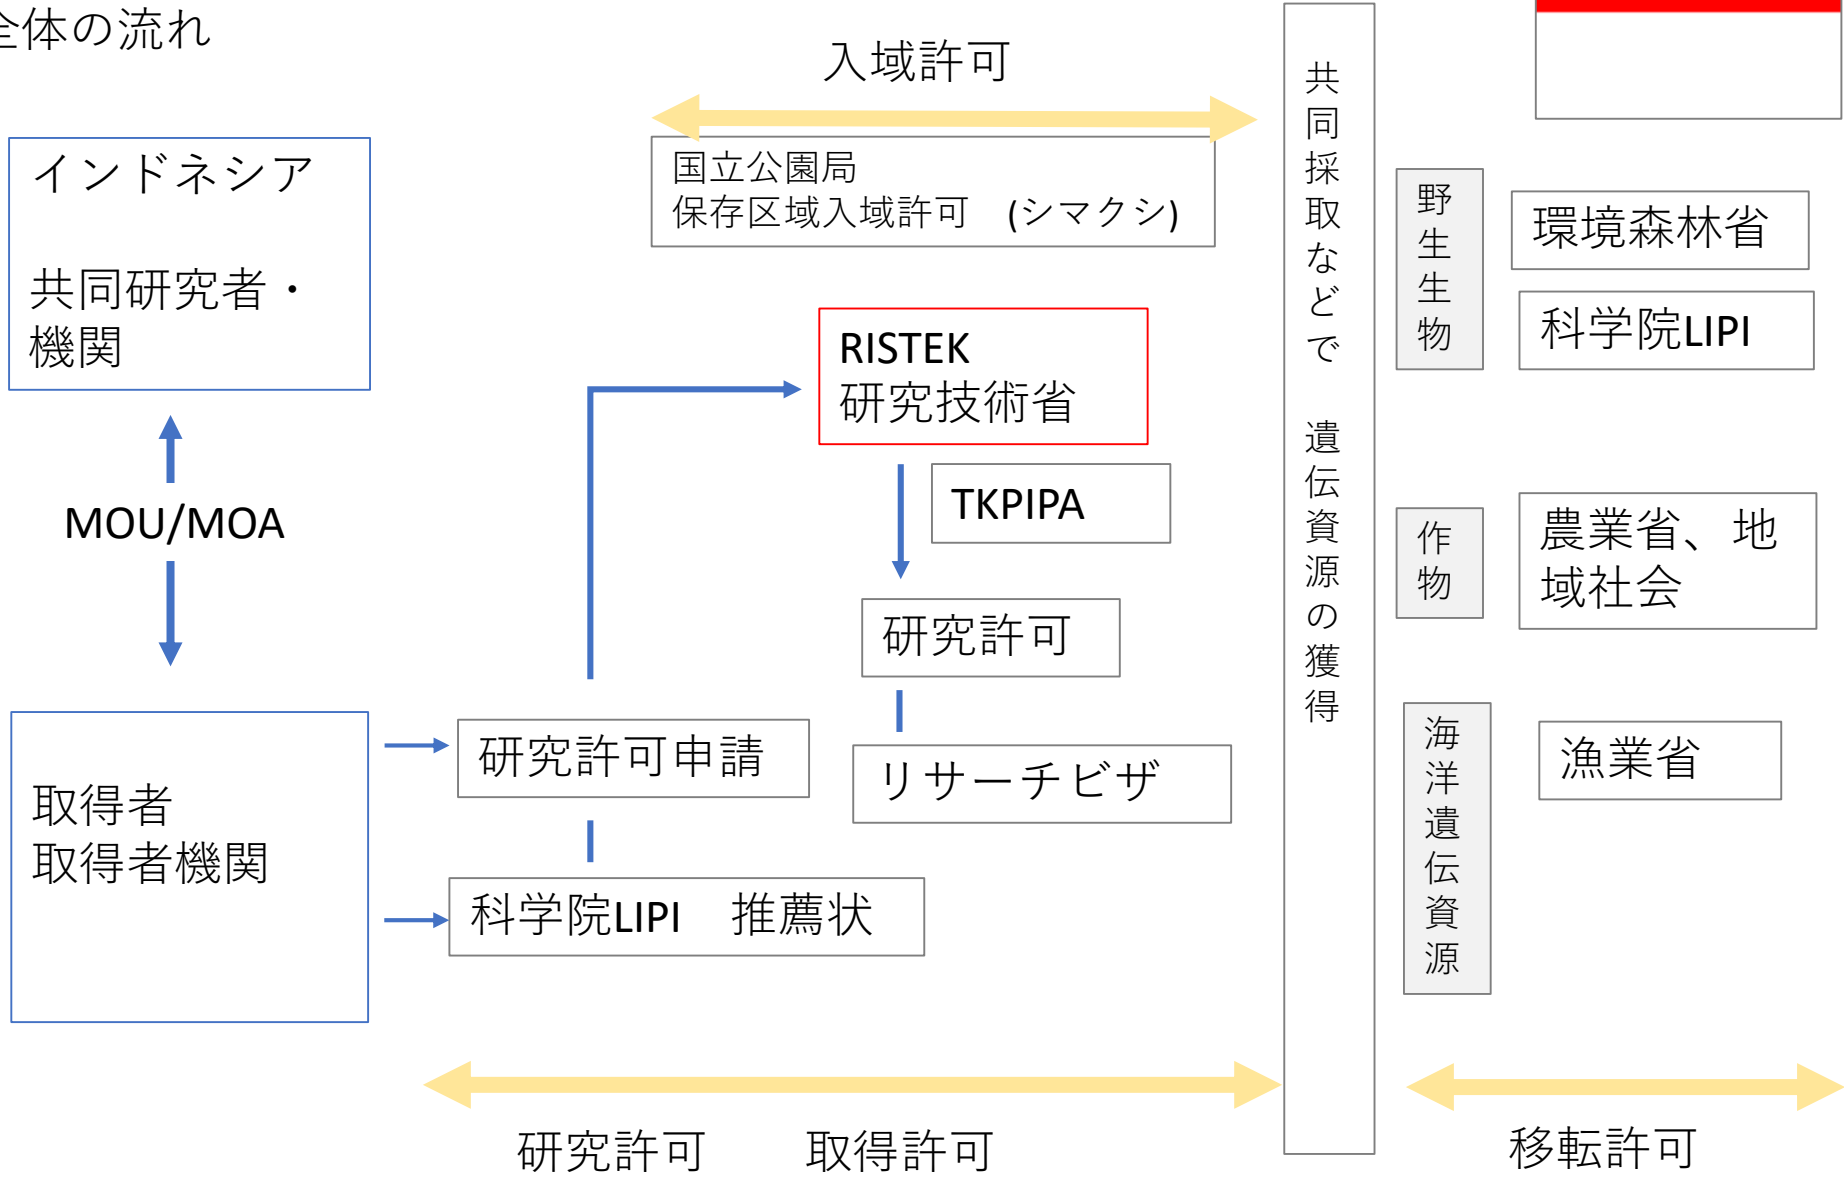 全体の流れ
入域許可
インドネシア
共同研究者・
機関
国立公園局
保存区域入域許可　(シマクシ)
MOU/MOA
RISTEK
研究技術省
TKPIPA
研究許可
リサーチビザ
取得者
取得者機関
研究許可申請
科学院LIPI　推薦状
共同採取などで　遺伝資源の獲得
野生生物
環境森林省
科学院LIPI
作物
農業省、地
域社会
海洋遺伝資源
漁業省
研究許可　　取得許可
移転許可